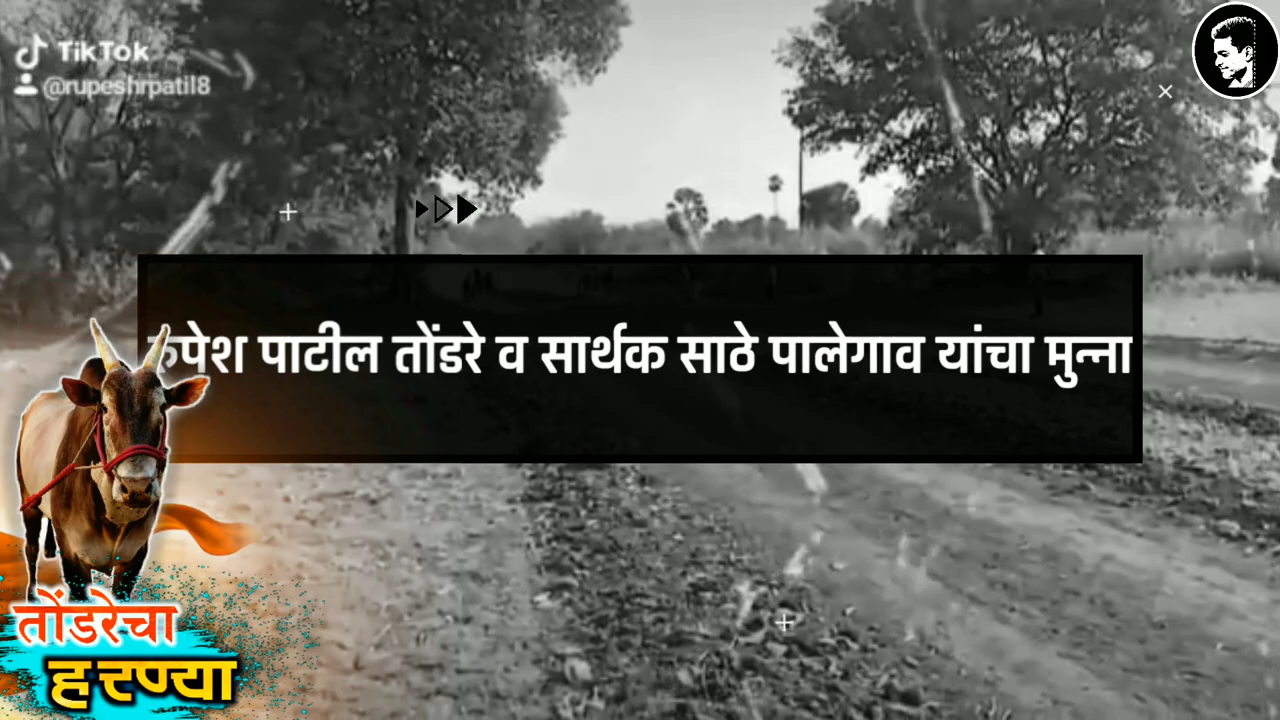 TikTok
@rupeshrpatil8
रुपेश पाटील तोंडरे व सार्थक साठे पालेगाव यांचा मुन्ना
तोंडरेचा
हरण्या